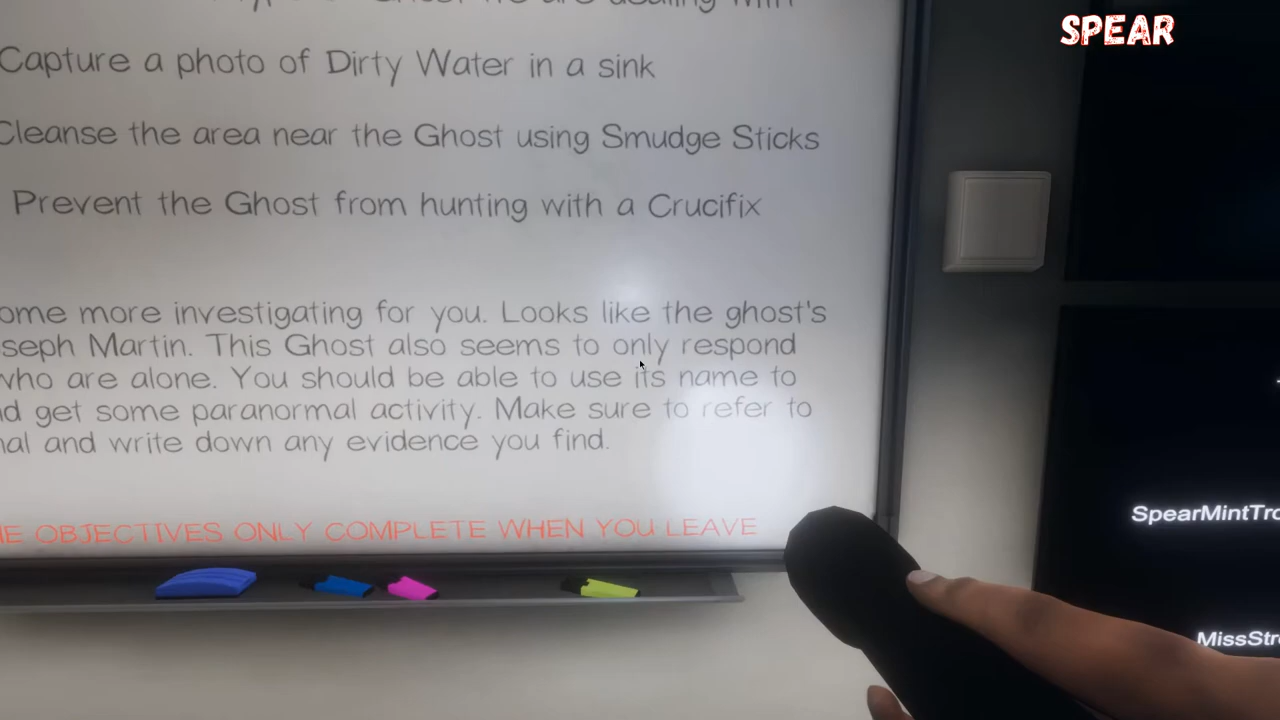 SPEAR
Capture a photo of Dirty Water in a sink
Cleanse the area near the Ghost using Smudge Sticks
Prevent the Ghost from hunting with a Crucifix
ome more investigating for you. Looks like the ghost's
seph Martin. This Ghost also seems to only respond
who are alone. You should be able to use its name to
nd get some paranormal activity. Make sure to refer to
nal and write down any evidence you find.
HE OBJECTIVES ONLY COMPLETE WHEN YOU LEAVE
SpearMintTro
MissStr